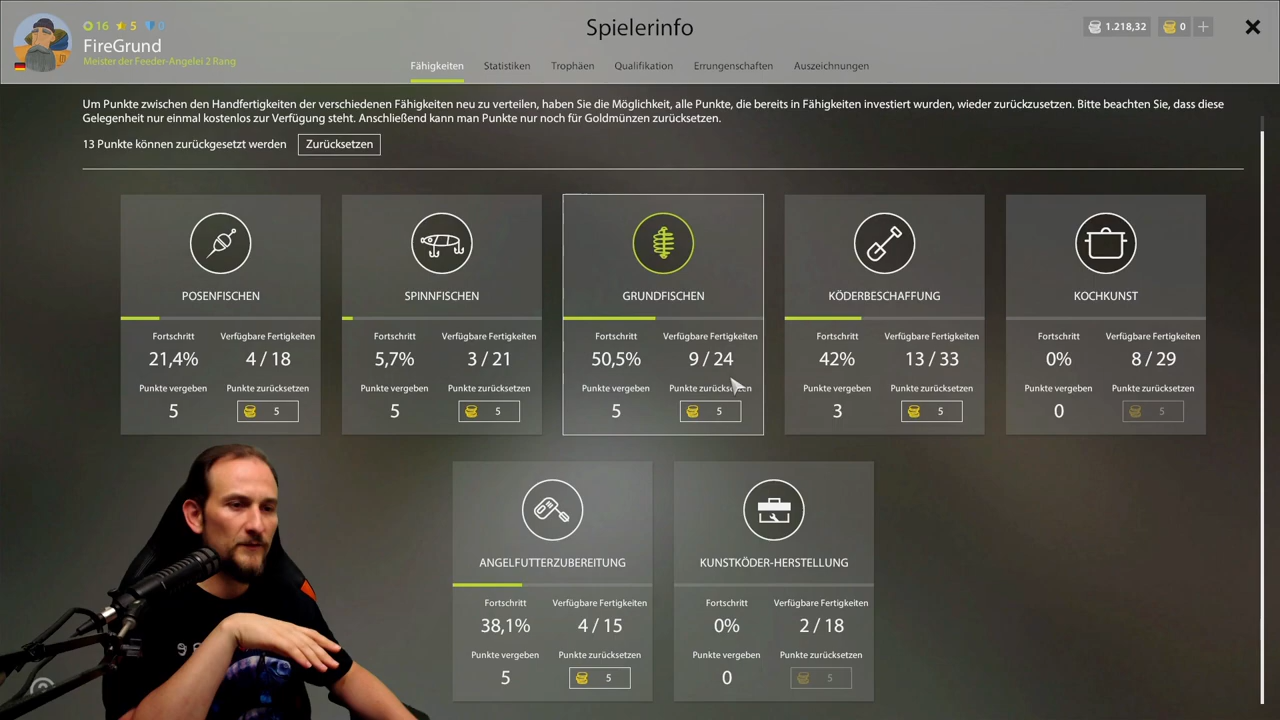 16 5 0
FireGrund
Meister der Feeder-Angelei 2 Rang
Spielerinfo
1.218,32 0 +
Fähigkeiten Statistiken Trophäen Qualifikation Errungenschaften Auszeichnungen
Um Punkte zwischen den Handfertigkeiten der verschiedenen Fähigkeiten neu zu verteilen, haben Sie die Möglichkeit, alle Punkte, die bereits in Fähigkeiten investiert wurden, wieder zurückzusetzen. Bitte beachten Sie, dass diese
Gelegenheit nur einmal kostenlos zur Verfügung steht. Anschließend kann man Punkte nur noch für Goldmünzen zurücksetzen.
13 Punkte können zurückgesetzt werden Zurücksetzen
POSENFISCHEN
Fortschritt Verfügbare Fertigkeiten
21,4% 4 / 18
Punkte vergeben Punkte zurücksetzen
5 5
SPINNFISCHEN
Fortschritt Verfügbare Fertigkeiten
5,7% 3 / 21
Punkte vergeben Punkte zurücksetzen
5 5
GRUNDFISCHEN
Fortschritt Verfügbare Fertigkeiten
50,5% 9 / 24
Punkte vergeben Punkte zurücksetzen
5 5
KÖDERBESCHAFFUNG
Fortschritt Verfügbare Fertigkeiten
42% 13 / 33
Punkte vergeben Punkte zurücksetzen
3 5
KOCHKUNST
Fortschritt Verfügbare Fertigkeiten
0% 8 / 29
Punkte vergeben Punkte zurücksetzen
0 5
ANGELFUTTERZUBEREITUNG
Fortschritt Verfügbare Fertigkeiten
38,1% 4 / 15
Punkte vergeben Punkte zurücksetzen
5 5
KUNSTKÖDER-HERSTELLUNG
Fortschritt Verfügbare Fertigkeiten
0% 2 / 18
Punkte vergeben Punkte zurücksetzen
0 5